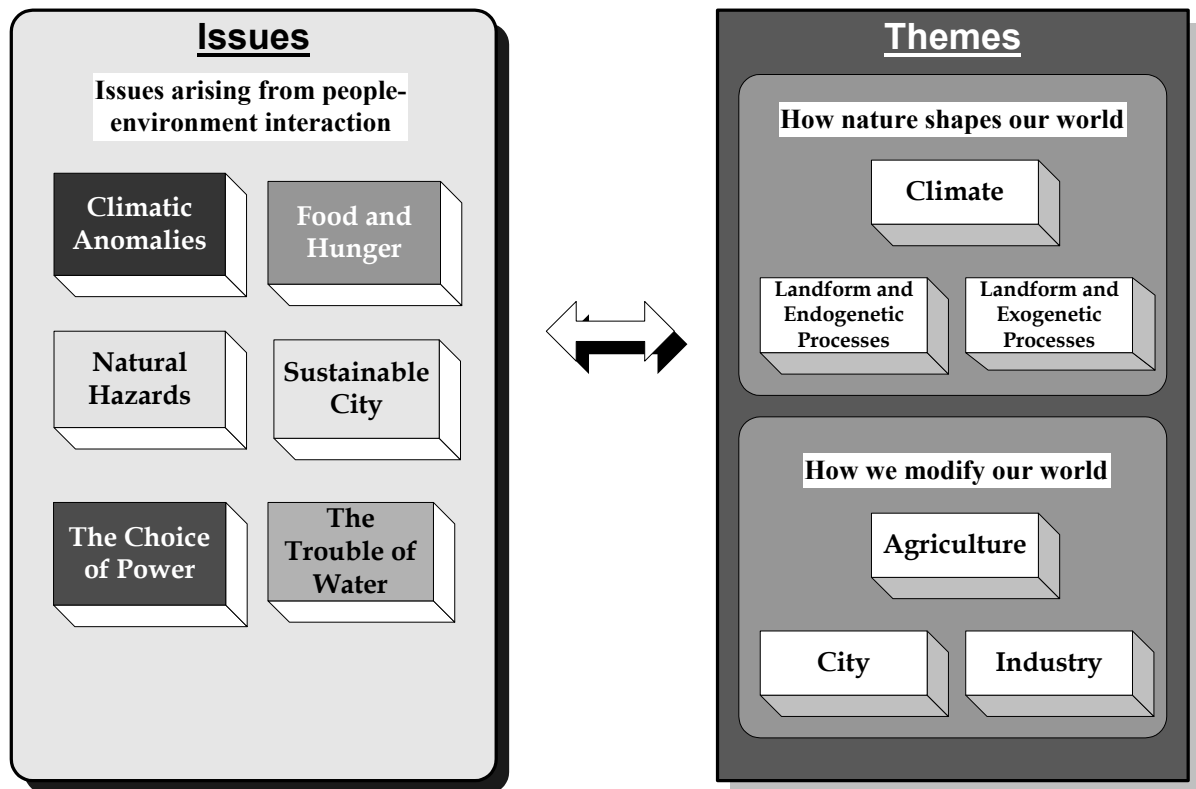 Issues
Issues arising from people-
environment interaction
Climatic
Anomalies
Food and
Hunger
Natural
Hazards
Sustainable
City
The Choice
of Power
The
Trouble of
Water
Themes
How nature shapes our world
Climate
Landform and
Endogenetic
Processes
Landform and
Exogenetic
Processes
How we modify our world
Agriculture
City
Industry